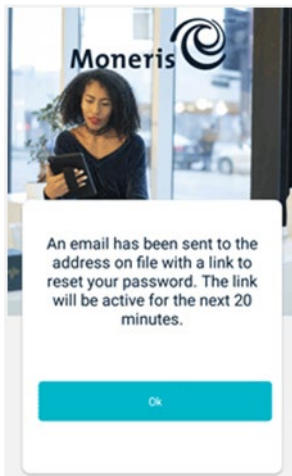 Moneris
An email has been sent to the
address on file with a link to
reset your password. The link
will be active for the next 20
minutes.
Ok